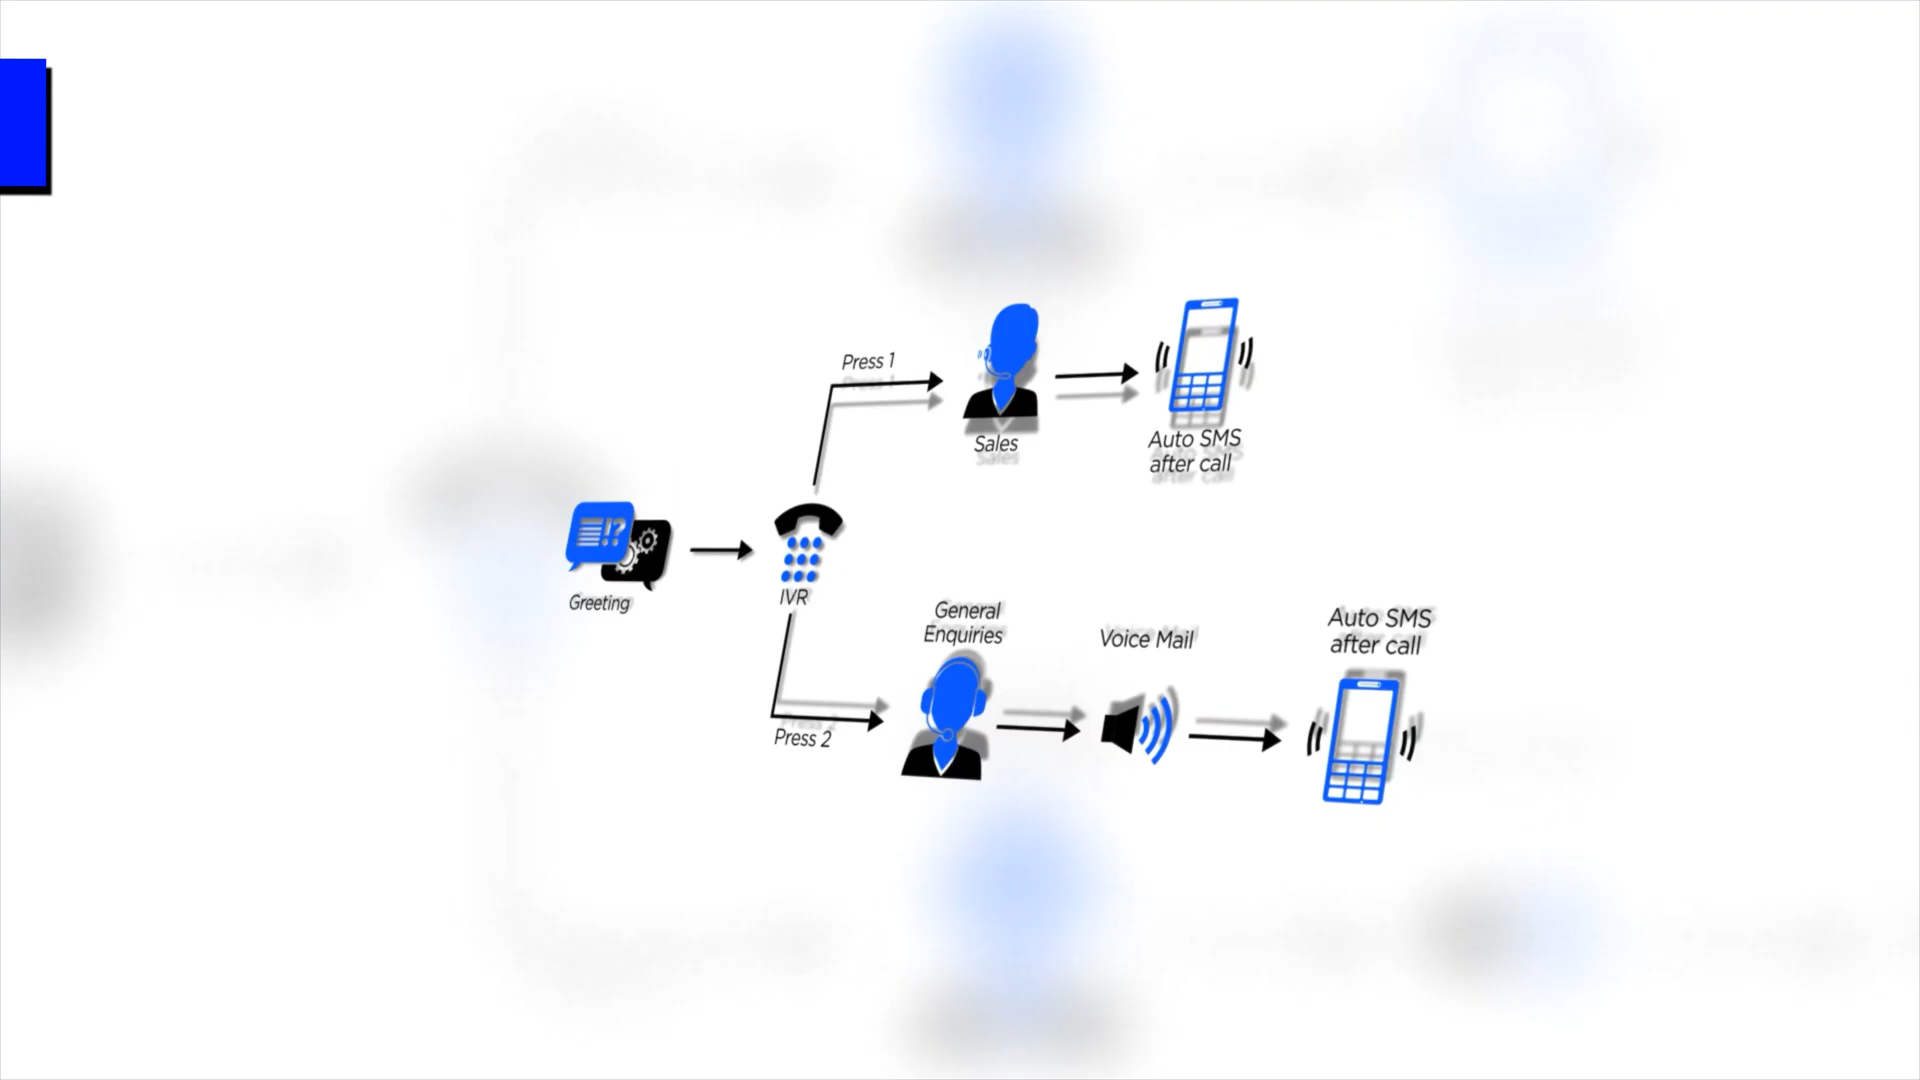 Press 1
Sales
Auto SMS
after call
!?
Greeting
IVR
General
Enquiries
Press 2
Voice Mail
Auto SMS
after call